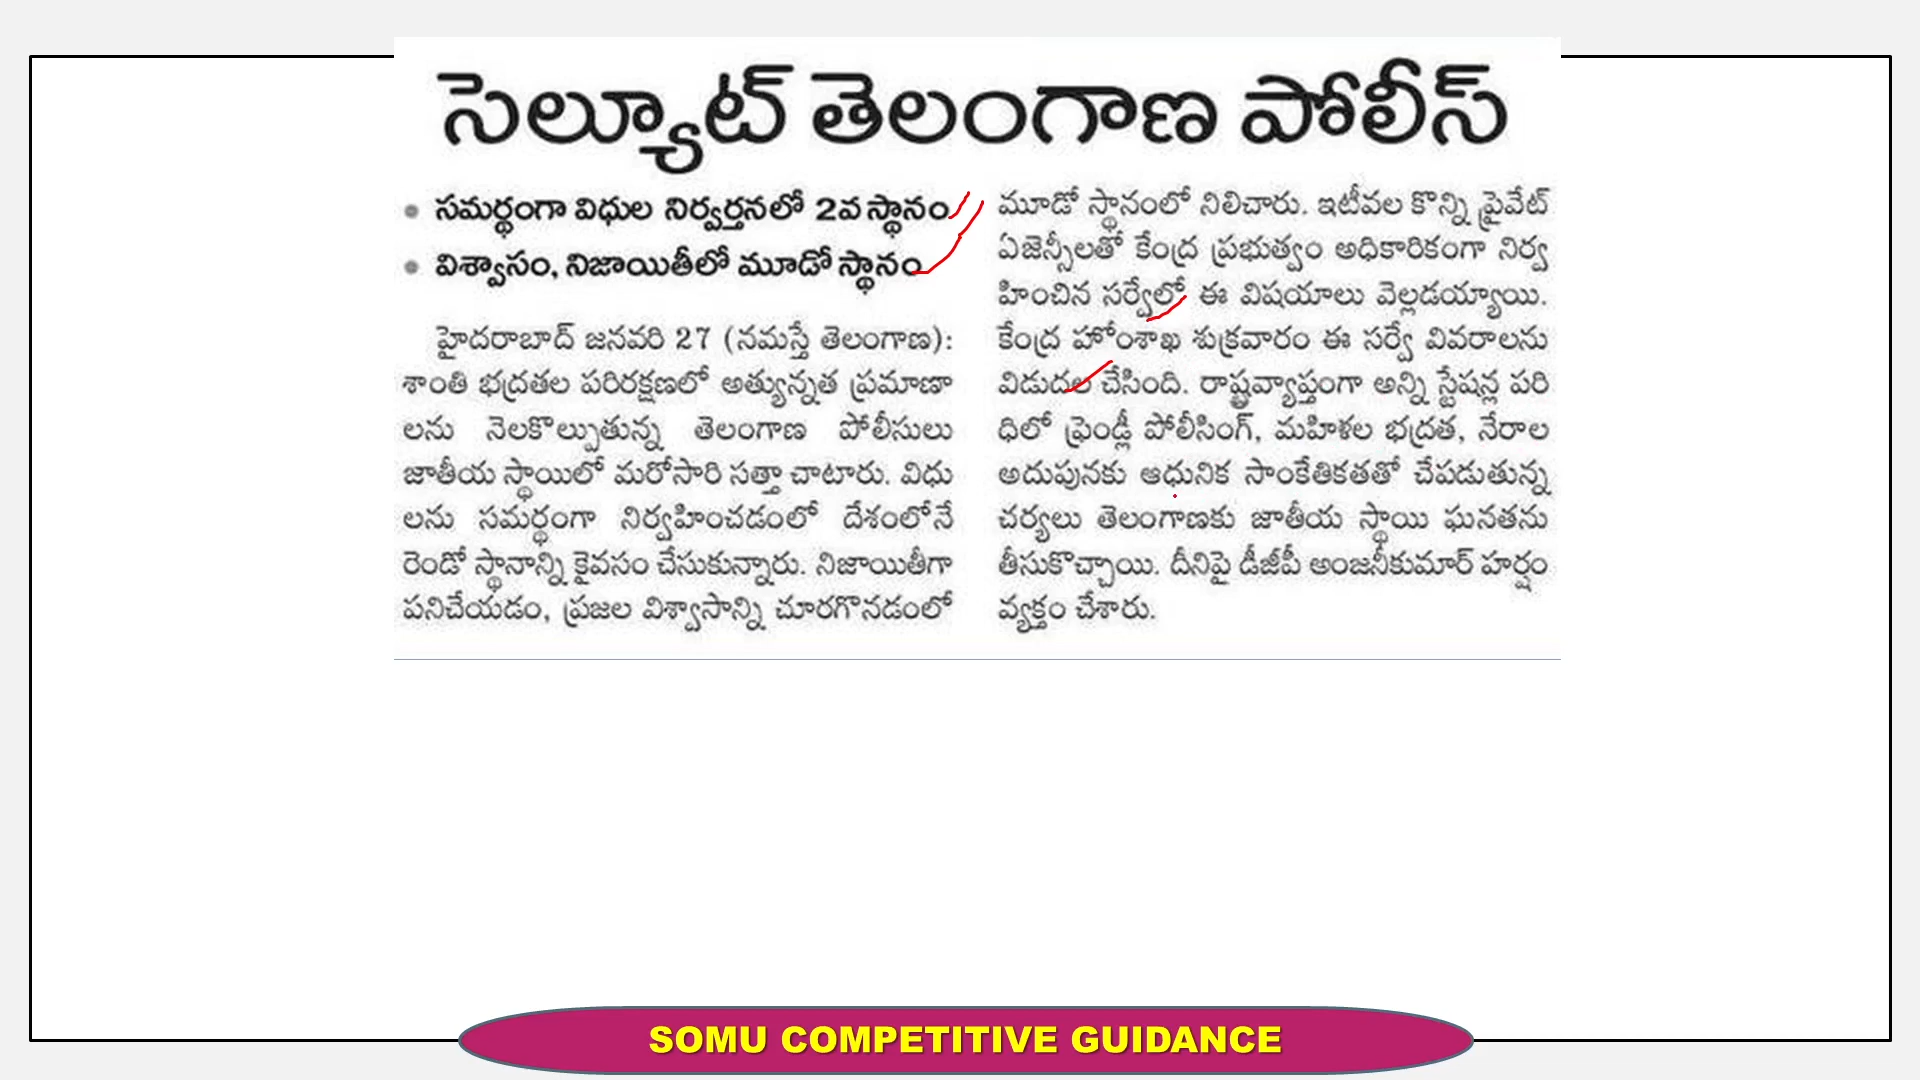 సెల్యూట్ తెలంగాణ పోలీస్
• సమర్థంగా విధుల నిర్వర్తనలో 2వ స్థానం
• విశ్వాసం, నిజాయితీలో మూడో స్థానం
హైదరాబాద్ జనవరి 27 (నమస్తే తెలంగాణ):
శాంతి భద్రతల పరిరక్షణలో అత్యున్నత ప్రమాణా
లను నెలకొల్పుతున్న తెలంగాణ పోలీసులు
జాతీయ స్థాయిలో మరోసారి సత్తా చాటారు. విధు
లను సమర్థంగా నిర్వహించడంలో దేశంలోనే
రెండో స్థానాన్ని కైవసం చేసుకున్నారు. నిజాయితీగా
పనిచేయడం, ప్రజల విశ్వాసాన్ని చూరగొనడంలో
మూడో స్థానంలో నిలిచారు. ఇటీవల కొన్ని ప్రైవేట్
ఏజెన్సీలతో కేంద్ర ప్రభుత్వం అధికారికంగా నిర్వ
హించిన సర్వేలో ఈ విషయాలు వెల్లడయ్యాయి.
కేంద్ర హోంశాఖ శుక్రవారం ఈ సర్వే వివరాలను
విడుదల చేసింది. రాష్ట్రవ్యాప్తంగా అన్ని స్టేషన్ల పరి
ధిలో ఫ్రెండ్లీ పోలీసింగ్, మహిళల భద్రత, నేరాల
అదుపునకు ఆధునిక సాంకేతికతతో చేపడుతున్న
చర్యలు తెలంగాణకు జాతీయ స్థాయి ఘనతను
తీసుకొచ్చాయి. దీనిపై డీజీపీ అంజనీకుమార్ హర్షం
వ్యక్తం చేశారు.
SOMU COMPETITIVE GUIDANCE